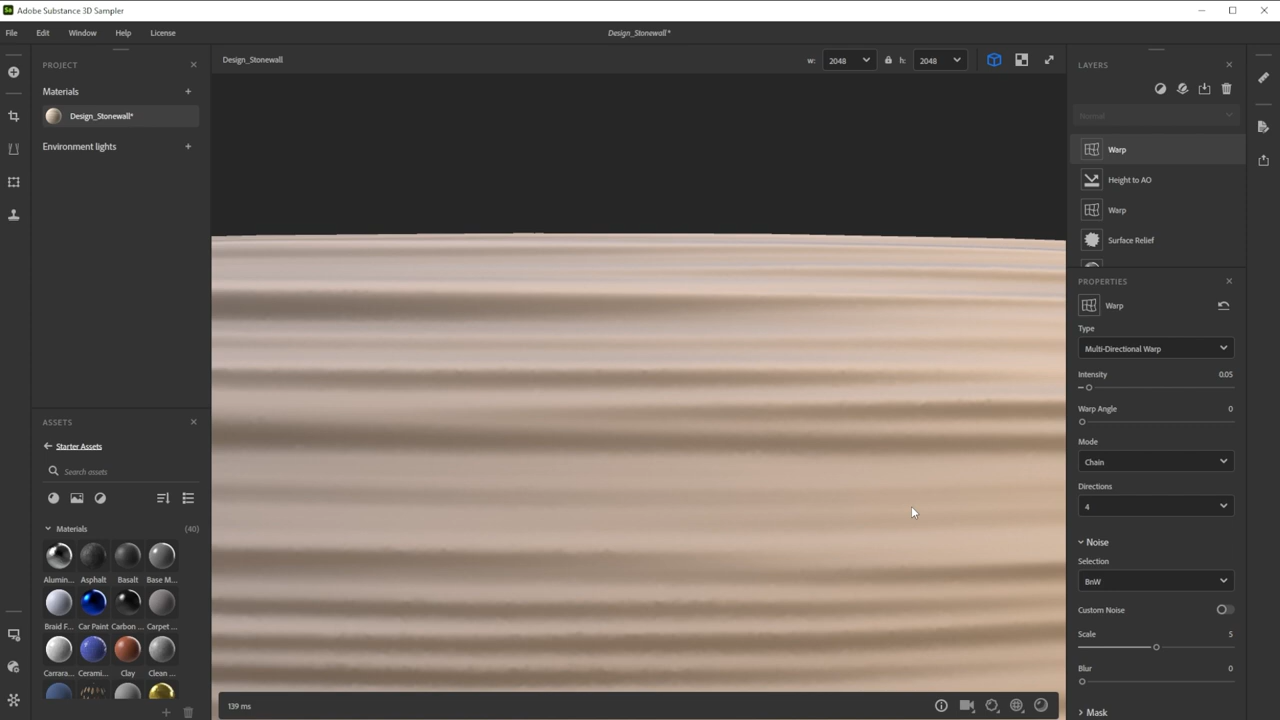 Adobe Substance 3D Sampler
File Edit Window Help License
Design_Stonewall*
PROJECT
Materials
Design_Stonewall*
Environment lights
ASSETS
Starter Assets
Search assets
Materials (40)
Alumin... Asphalt Basalt Base M...
Braid F... Car Paint Carbon ... Carpet ...
Carrara... Cerami... Clay Clean ...
Design_Stonewall
w: 2048 h: 2048
139 ms
LAYERS
Normal
Warp
Height to AO
Warp
Surface Relief
PROPERTIES
Warp
Type
Multi-Directional Warp
Intensity 0.05
Warp Angle 0
Mode
Chain
Directions
4
Noise
Selection
BnW
Custom Noise
Scale 5
Blur 0
Mask